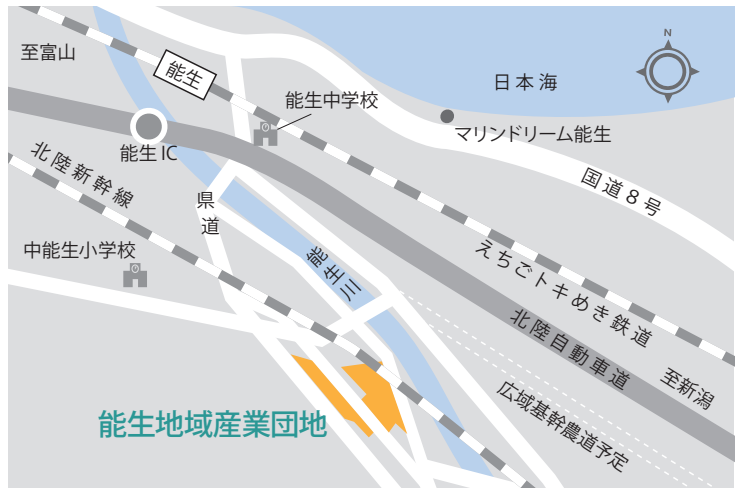 至富山
能生
日本海
N
能生中学校
マリンドリーム能生
能生IC
北陸新幹線
国道8号
県道
中能生小学校
能生川
えちごトキめき鉄道
北陸自動車道
至新潟
広域基幹農道予定
能生地域産業団地